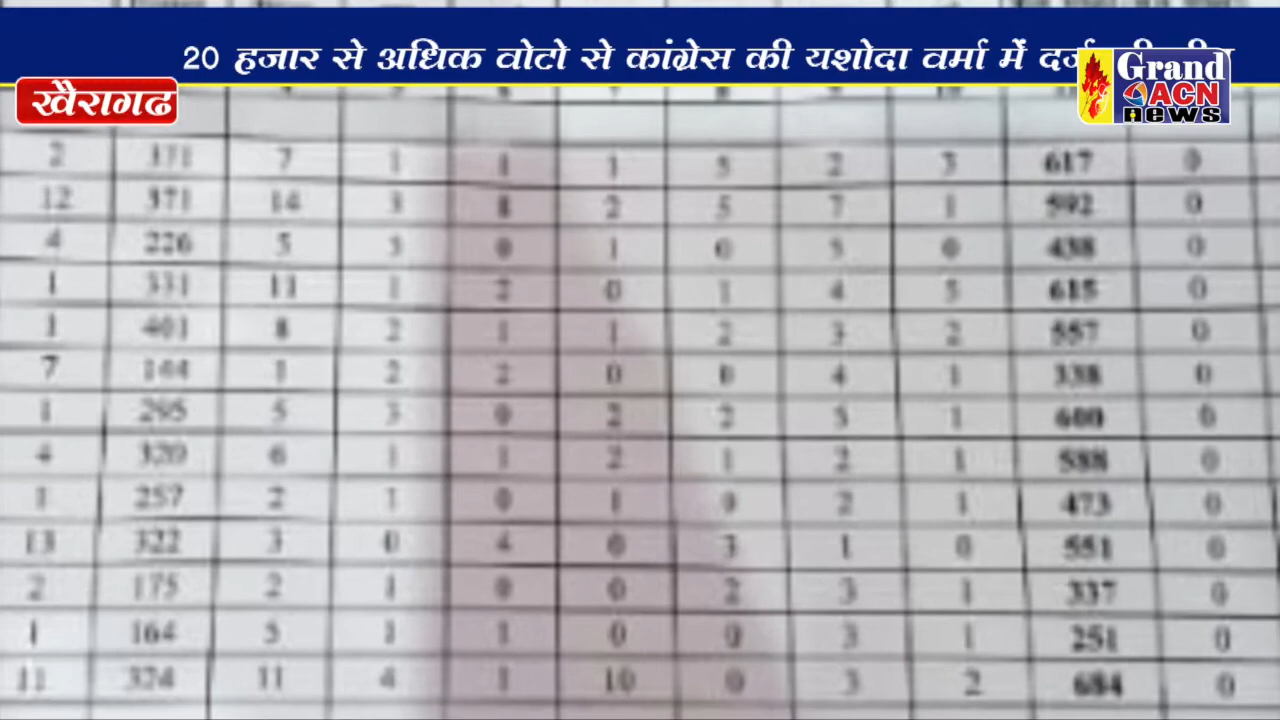 20 हजार से अधिक वोटो से कांग्रेस की यशोदा वर्मा में
Grand
ACN
news
खैरागढ
2 371 7 1 1 1 5 2 3 617 0
12 371 14 3 8 2 5 7 1 592 0
4 226 5 3 0 1 0 5 0 438 0
1 331 11 1 2 0 1 4 5 615 0
1 401 8 2 1 1 2 3 2 557 0
7 144 1 2 2 0 0 4 1 338 0
1 295 5 3 0 2 2 5 1 600 0
4 320 6 1 1 2 1 2 1 588 0
1 257 2 1 0 1 0 2 1 473 0
13 322 3 0 4 0 3 1 0 551 0
2 175 2 1 0 0 2 3 1 337 0
1 164 5 1 1 0 0 3 1 251 0
11 324 11 4 1 10 0 3 2 684 0